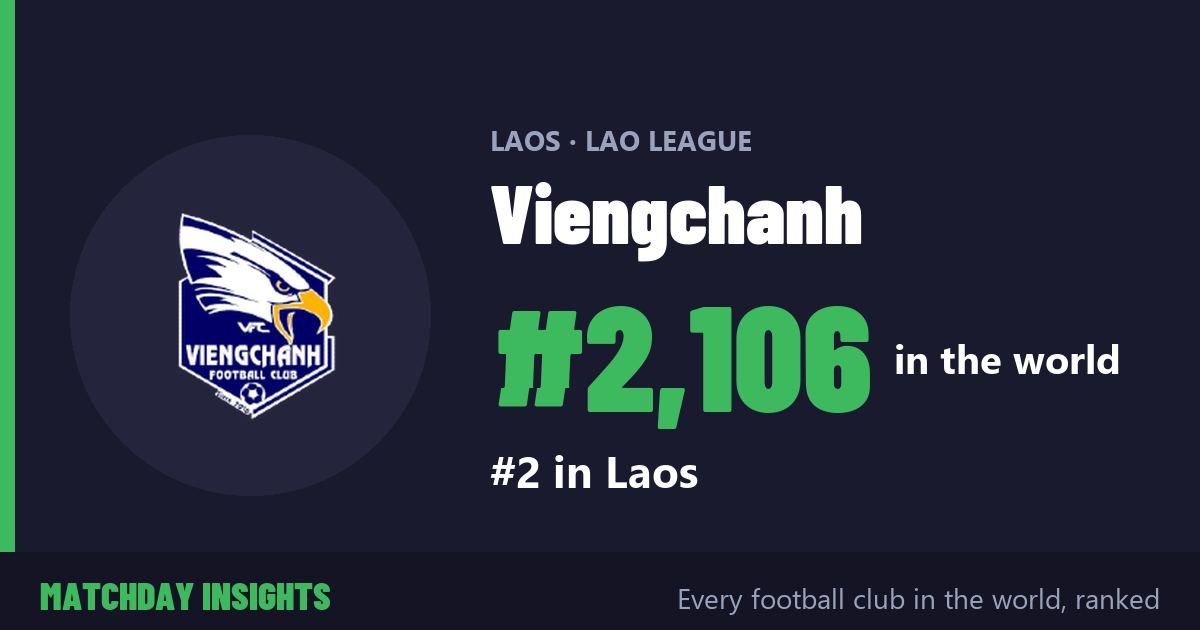 LAOS · LAO LEAGUE
Viengchanh
#2,106 in the world
#2 in Laos
VFC
VIENGCHANH
FOOTBALL CLUB
MATCHDAY INSIGHTS
Every football club in the world, ranked